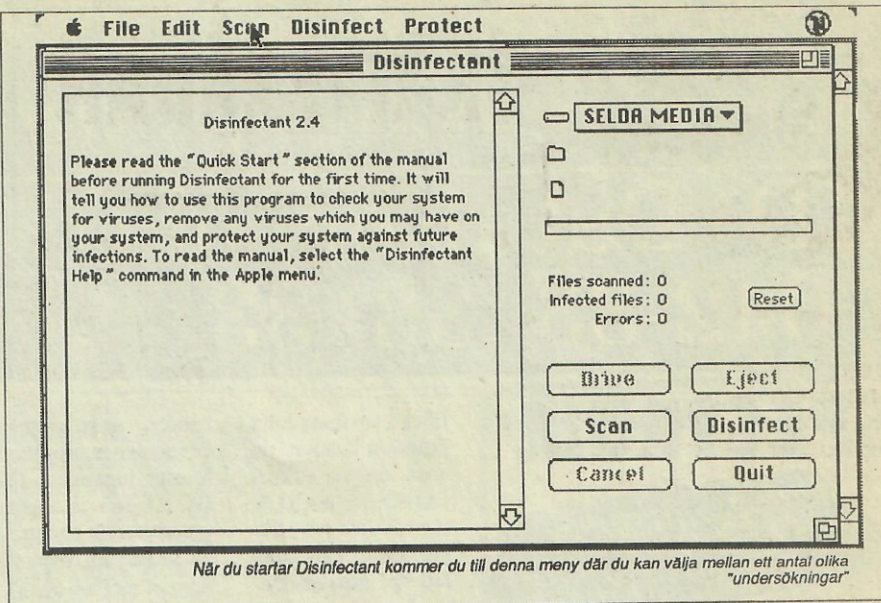 File Edit Scan Disinfect Protect
Disinfectant
Disinfectant 2.4
Please read the "Quick Start" section of the manual
before running Disinfectant for the first time. It will
tell you how to use this program to check your system
for viruses, remove any viruses which you may have on
your system, and protect your system against future
infections. To read the manual, select the "Disinfectant
Help" command in the Apple menu.
SELDA MEDIA
Files scanned: 0
Infected files: 0
Errors: 0
Reset
Drive Eject
Scan Disinfect
Cancel Quit
När du startar Disinfectant kommer du till denna meny där du kan välja mellan ett antal olika
"undersökningar"